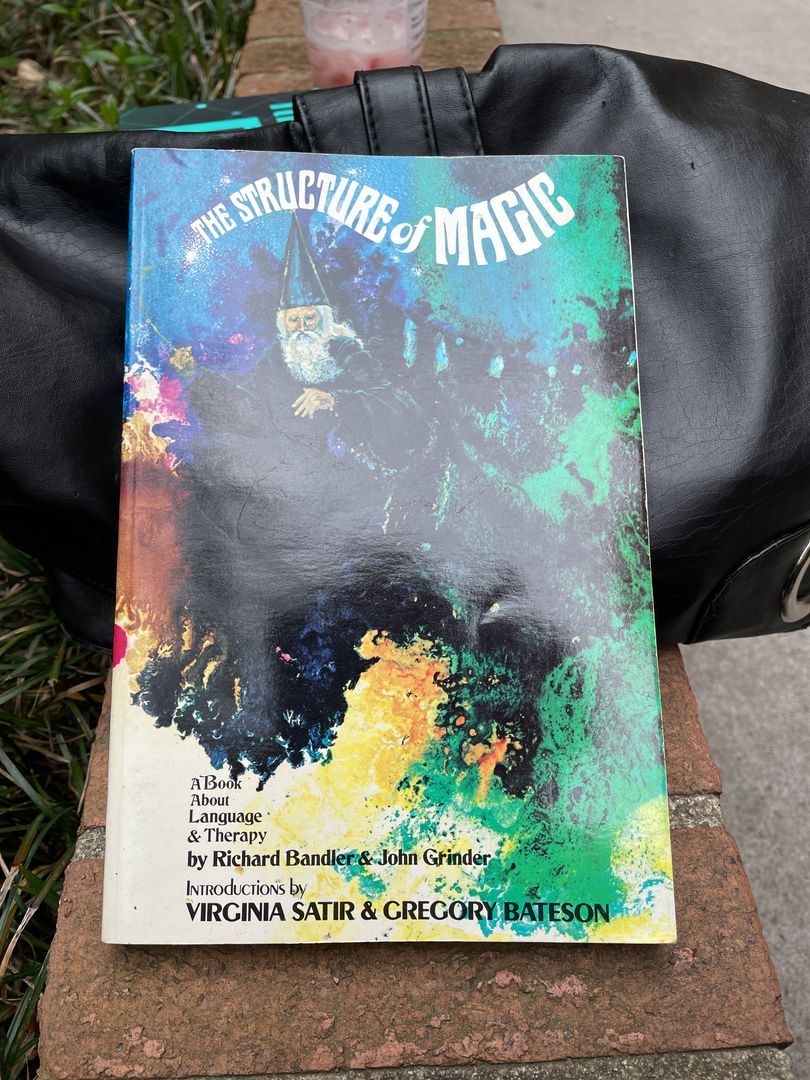 THE STRUCTURE of MAGIC
A Book
About
Language
& Therapy
by Richard Bandler & John Grinder
INTRODUCTIONS by
VIRGINIA SATIR & GREGORY BATESON